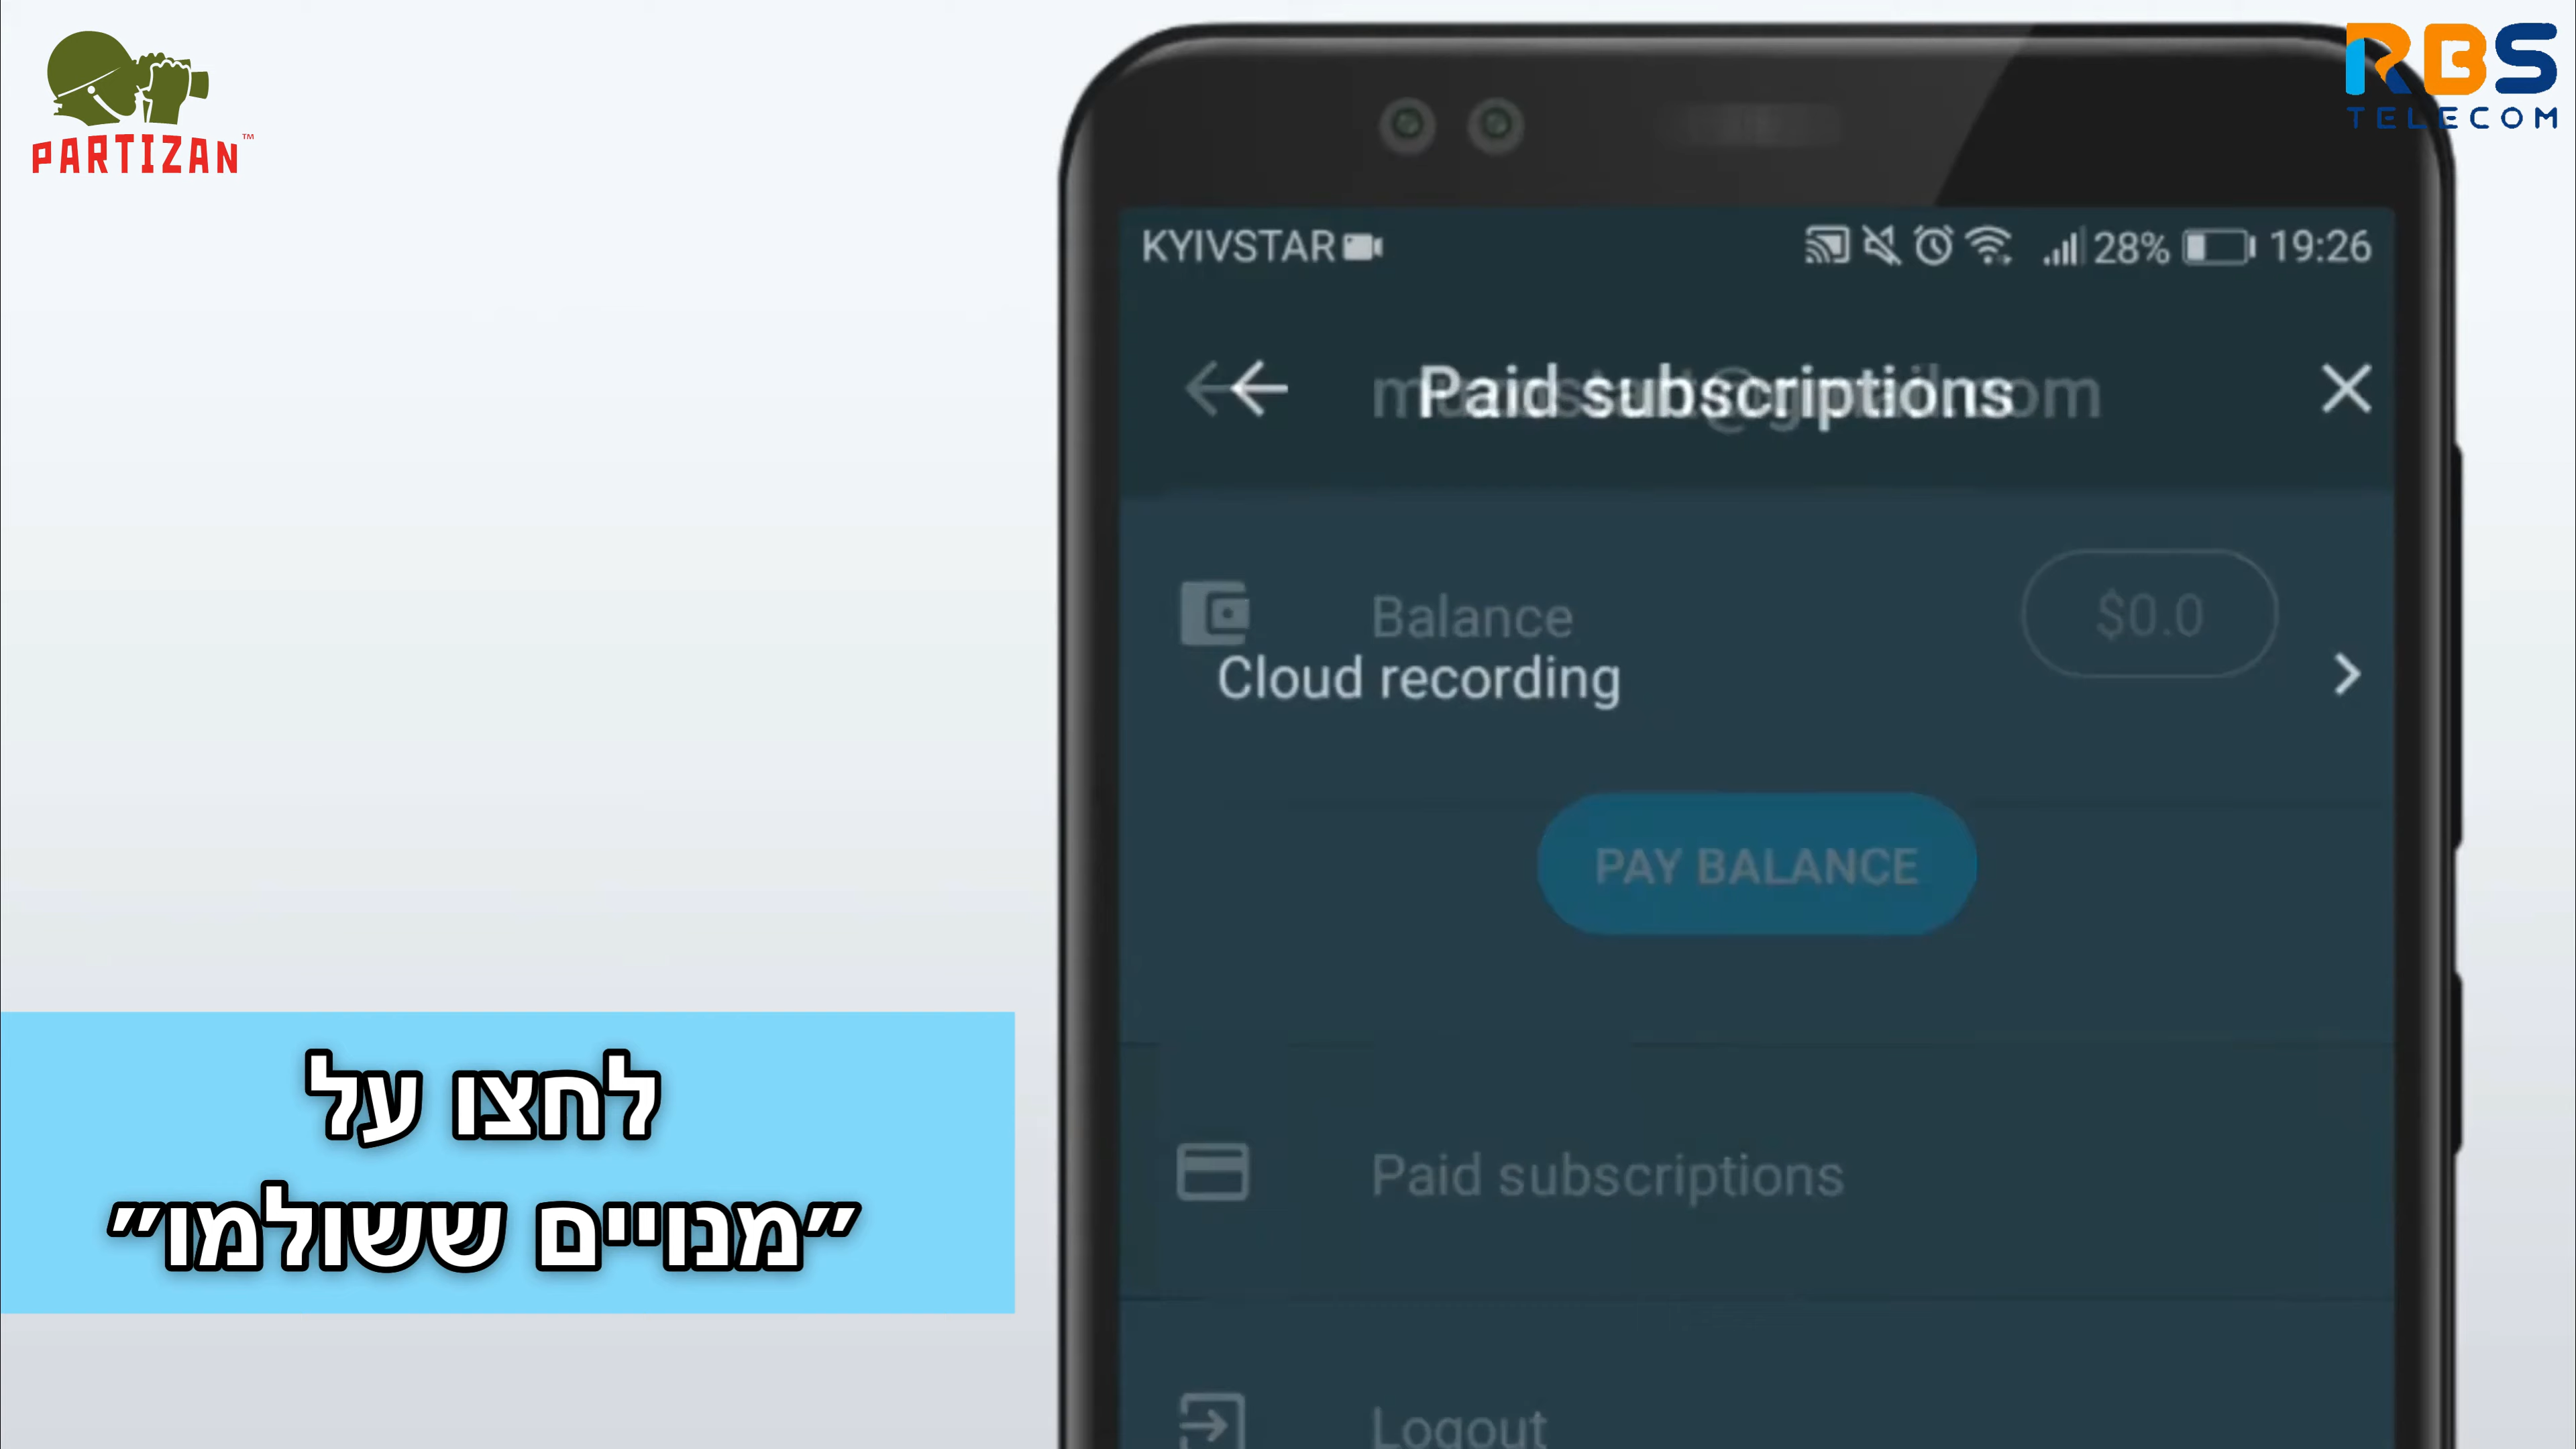 PARTIZAN™
RBS
TELECOM
KYIVSTAR
28%
19:26
Paid subscriptions
Balance
$0.0
Cloud recording
PAY BALANCE
Paid subscriptions
Logout
לחצו על
״מנויים ששולמו״